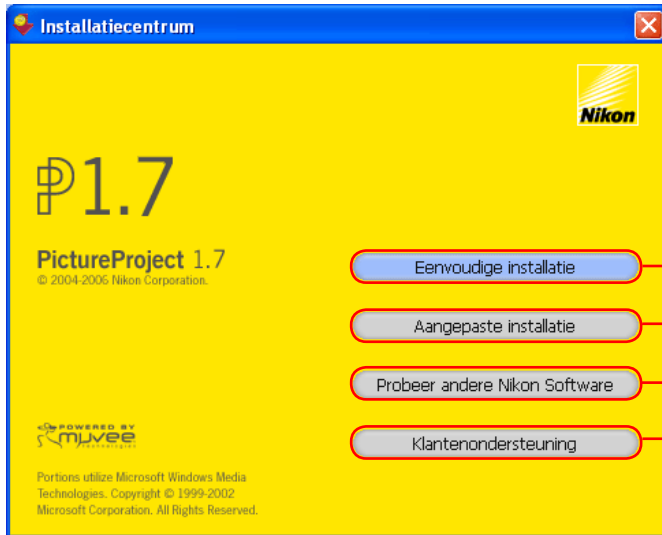 Installatiecentrum
Nikon
P1.7
PictureProject 1.7
© 2004-2006 Nikon Corporation.
Eenvoudige installatie
Aangepaste installatie
Probeer andere Nikon Software
Klantenondersteuning
POWERED BY
muvee
technologies
Portions utilize Microsoft Windows Media
Technologies. Copyright © 1999-2002
Microsoft Corporation. All Rights Reserved.